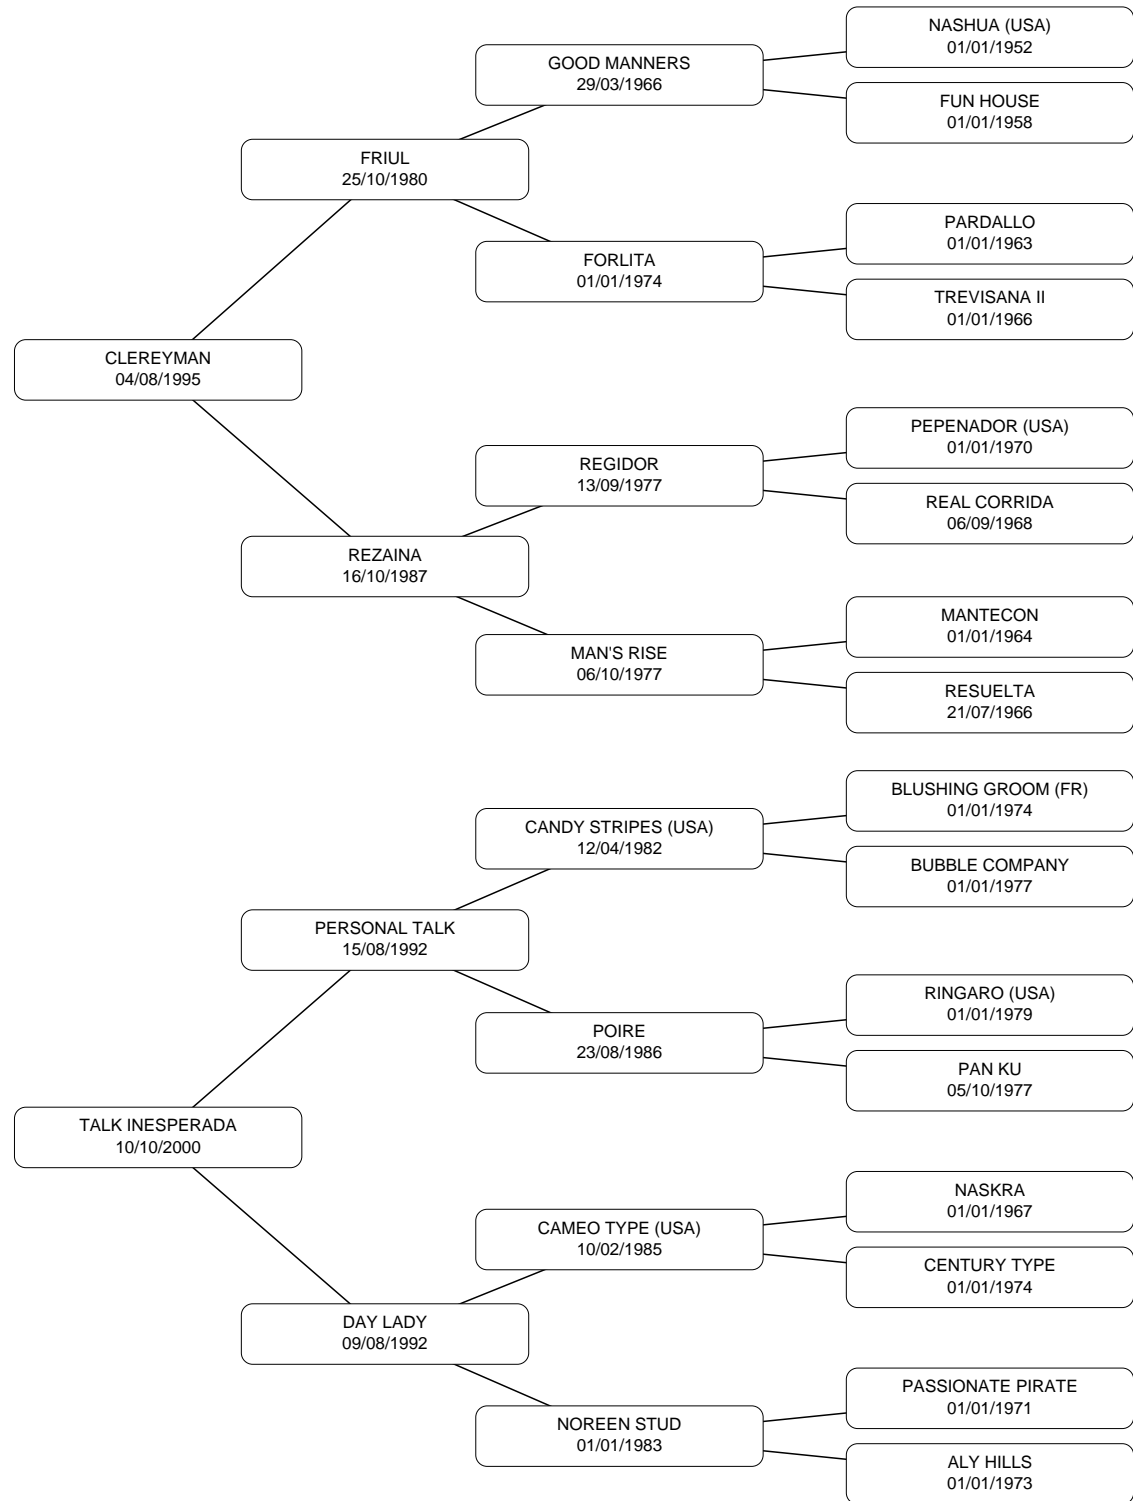 NASHUA (USA)
01/01/1952
GOOD MANNERS
29/03/1966
FUN HOUSE
01/01/1958
FRIUL
25/10/1980
PARDALLO
01/01/1963
FORLITA
01/01/1974
TREVISANA II
01/01/1966
CLEREYMAN
04/08/1995
PEPENADOR (USA)
01/01/1970
REGIDOR
13/09/1977
REAL CORRIDA
06/09/1968
REZAINA
16/10/1987
MANTECON
01/01/1964
MAN'S RISE
06/10/1977
RESUELTA
21/07/1966
BLUSHING GROOM (FR)
01/01/1974
CANDY STRIPES (USA)
12/04/1982
BUBBLE COMPANY
01/01/1977
PERSONAL TALK
15/08/1992
RINGARO (USA)
01/01/1979
POIRE
23/08/1986
PAN KU
05/10/1977
TALK INESPERADA
10/10/2000
NASKRA
01/01/1967
CAMEO TYPE (USA)
10/02/1985
CENTURY TYPE
01/01/1974
DAY LADY
09/08/1992
PASSIONATE PIRATE
01/01/1971
NOREEN STUD
01/01/1983
ALY HILLS
01/01/1973